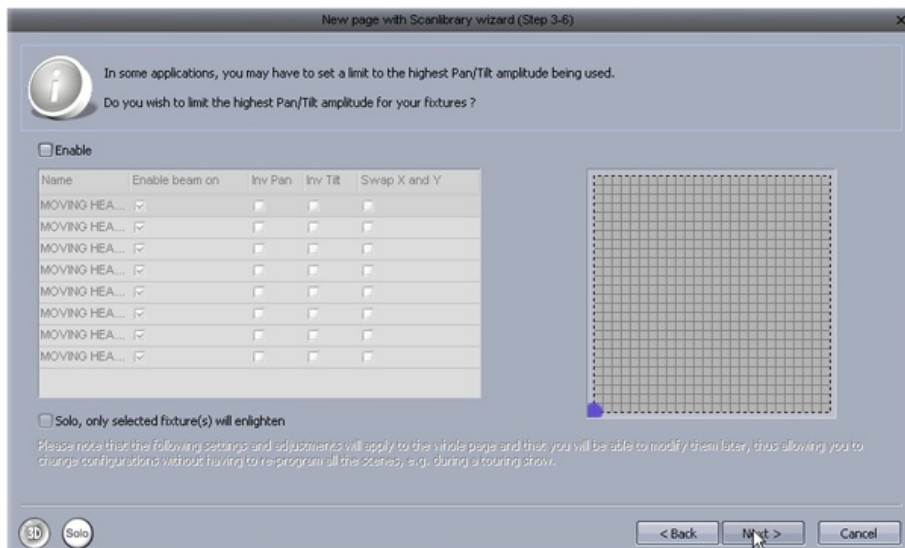 New page with Scanlibrary wizard (Step 3-6)
In some applications, you may have to set a limit to the highest Pan/Tilt amplitude being used.
Do you wish to limit the highest Pan/Tilt amplitude for your fixtures ?
Enable
Name Enable beam on Inv Pan Inv Tilt Swap X and Y
MOVING HEA...
MOVING HEA...
MOVING HEA...
MOVING HEA...
MOVING HEA...
MOVING HEA...
MOVING HEA...
MOVING HEA...
Solo, only selected fixture(s) will enlighten
Please note that the following settings and adjustments will apply to the whole page and that you will be able to modify them later, thus allowing you to
change configurations without having to re-program all the scenes, e.g. during a touring show.
3D Solo < Back Next > Cancel